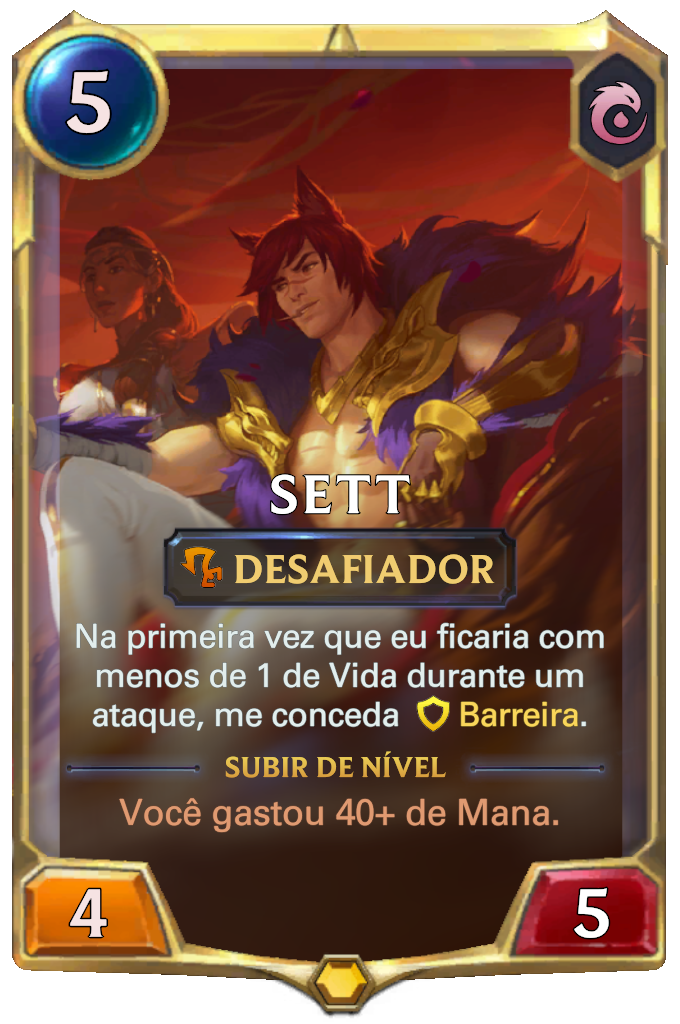 5
SETT
DESAFIADOR
Na primeira vez que eu ficaria com
menos de 1 de Vida durante um
ataque, me conceda Barreira.
SUBIR DE NÍVEL
Você gastou 40+ de Mana.
4
5